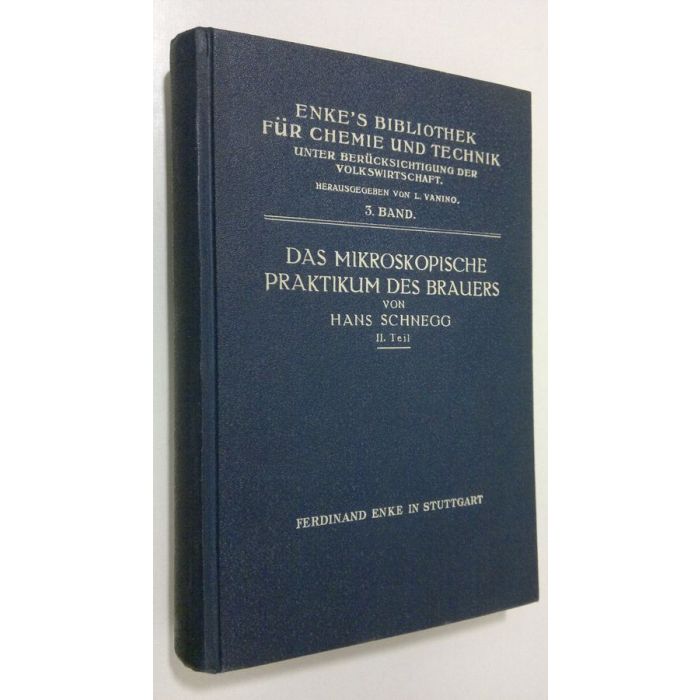 ENKE'S BIBLIOTHEK
FÜR CHEMIE UND TECHNIK
UNTER BERÜCKSICHTIGUNG DER
VOLKSWIRTSCHAFT.
HERAUSGEGEBEN VON L. VANINO.
3. BAND.
DAS MIKROSKOPISCHE
PRAKTIKUM DES BRAUERS
VON
HANS SCHNEGG
II. Teil
FERDINAND ENKE IN STUTTGART